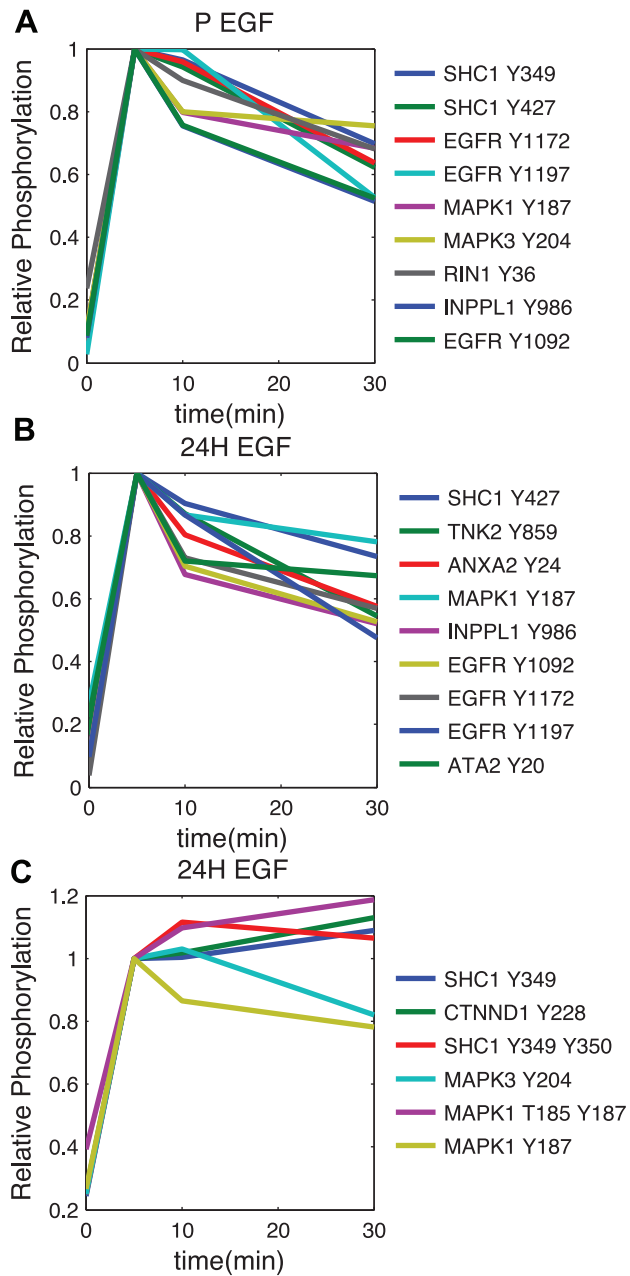 A
P EGF
Relative Phosphorylation
1
0.8
0.6
0.4
0.2
0
0
10
20
30
time(min)
SHC1 Y349
SHC1 Y427
EGFR Y1172
EGFR Y1197
MAPK1 Y187
MAPK3 Y204
RIN1 Y36
INPPL1 Y986
EGFR Y1092
B
24H EGF
Relative Phosphorylation
1
0.8
0.6
0.4
0.2
0
0
10
20
30
time(min)
SHC1 Y427
TNK2 Y859
ANXA2 Y24
MAPK1 Y187
INPPL1 Y986
EGFR Y1092
EGFR Y1172
EGFR Y1197
ATA2 Y20
C
24H EGF
Relative Phosphorylation
1.2
1
0.8
0.6
0.4
0.2
0
10
20
30
time(min)
SHC1 Y349
CTNND1 Y228
SHC1 Y349 Y350
MAPK3 Y204
MAPK1 T185 Y187
MAPK1 Y187